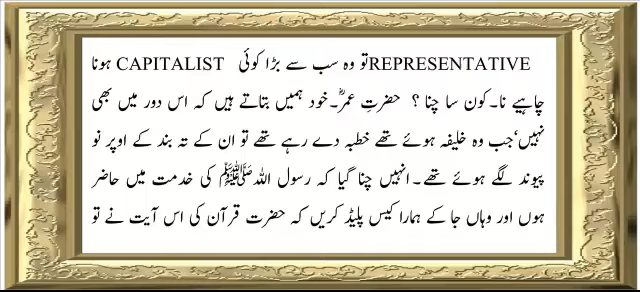 REPRESENTATIVE تو وہ سب سے بڑا کوئی CAPITALIST ہونا
چاہیے نا۔ کون سا چنا ؟ حضرتِ عمرؓ۔ خود ہمیں بتاتے ہیں کہ اس دور میں بھی
نہیں‘ جب وہ خلیفہ ہوئے تھے خطبہ دے رہے تھے تو ان کے تہ بند کے اوپر نو
پیوند لگے ہوئے تھے۔ انہیں چنا گیا کہ رسول اللہ ﷺ کی خدمت میں حاضر
ہوں اور وہاں جا کے ہمارا کیس پلیڈ کریں کہ حضرت قرآن کی اس آیت نے تو